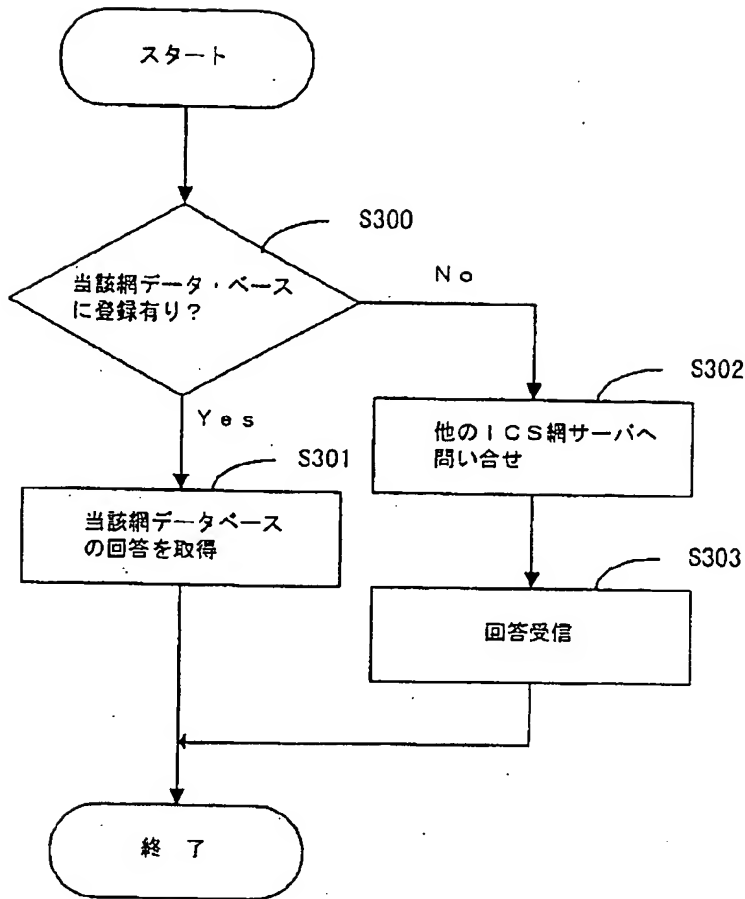 スタート
S300
当該網データ・ベース
に登録有り？
No
S302
Yes
他のICS網サーバへ
問い合せ
S301
当該網データベース
の回答を取得
S303
回答受信
終 了